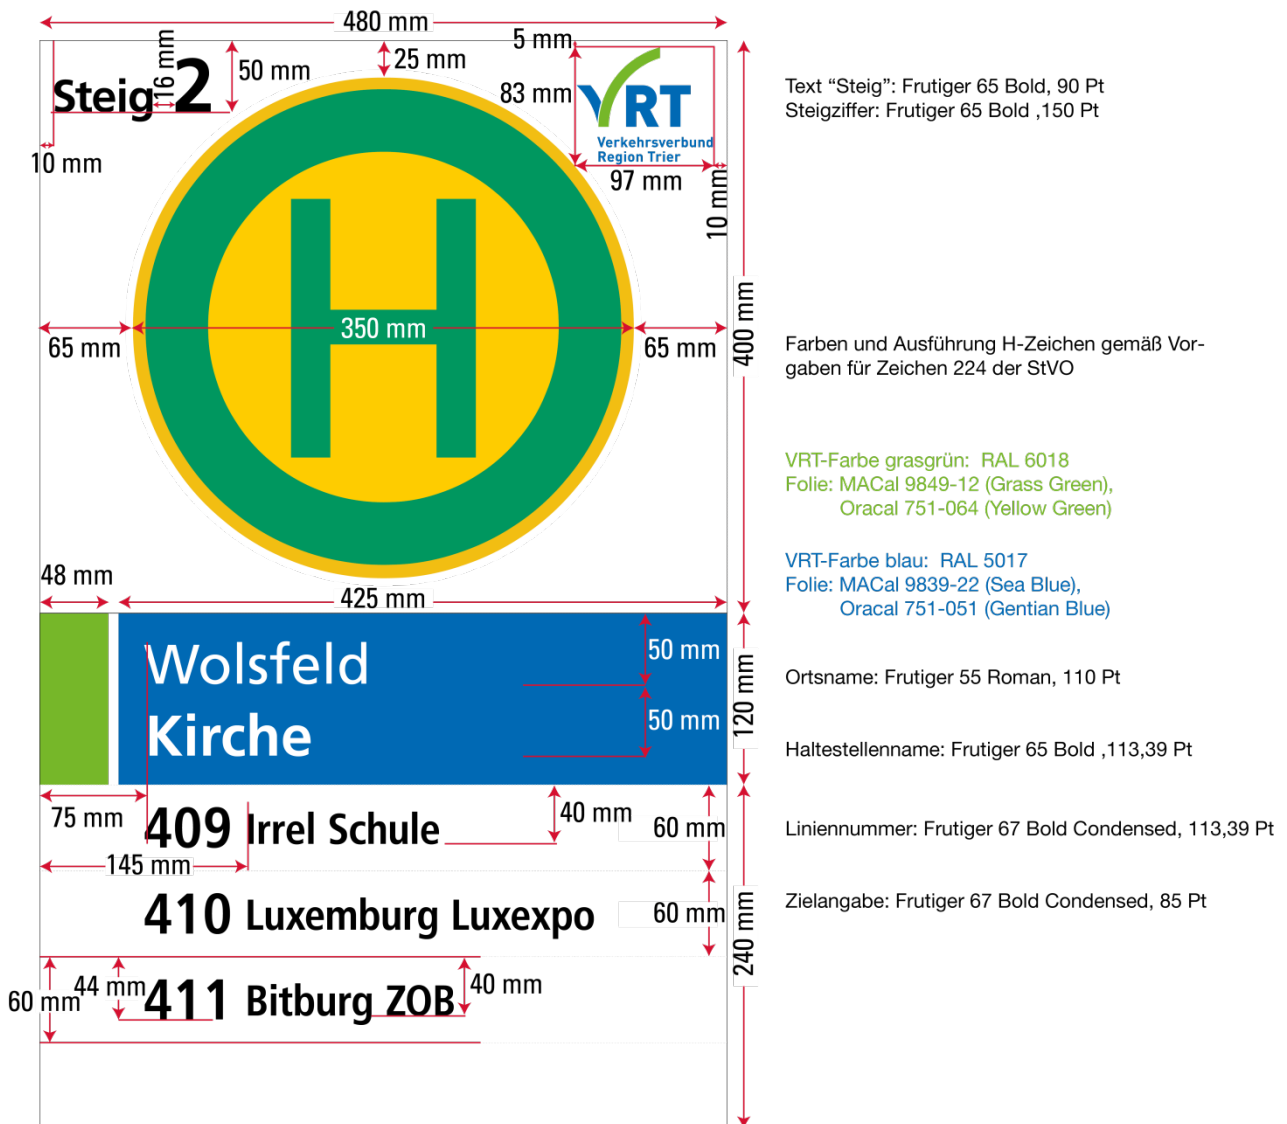 480 mm
5 mm
16 mm
Steig 2
50 mm
25 mm
83 mm
VRT
Verkehrsverbund
Region Trier
10 mm
97 mm
10 mm
Text “Steig”: Frutiger 65 Bold, 90 Pt
Steigziffer: Frutiger 65 Bold ,150 Pt
H
350 mm
65 mm
65 mm
400 mm
Farben und Ausführung H-Zeichen gemäß Vor-
gaben für Zeichen 224 der StVO
VRT-Farbe grasgrün: RAL 6018
Folie: MACal 9849-12 (Grass Green),
Oracal 751-064 (Yellow Green)
VRT-Farbe blau: RAL 5017
Folie: MACal 9839-22 (Sea Blue),
Oracal 751-051 (Gentian Blue)
48 mm
425 mm
Wolsfeld
50 mm
Kirche
50 mm
120 mm
Ortsname: Frutiger 55 Roman, 110 Pt
Haltestellenname: Frutiger 65 Bold ,113,39 Pt
75 mm
40 mm
409 Irrel Schule
60 mm
145 mm
Liniennummer: Frutiger 67 Bold Condensed, 113,39 Pt
410 Luxemburg Luxexpo
60 mm
240 mm
Zielangabe: Frutiger 67 Bold Condensed, 85 Pt
60 mm
44 mm
411 Bitburg ZOB
40 mm